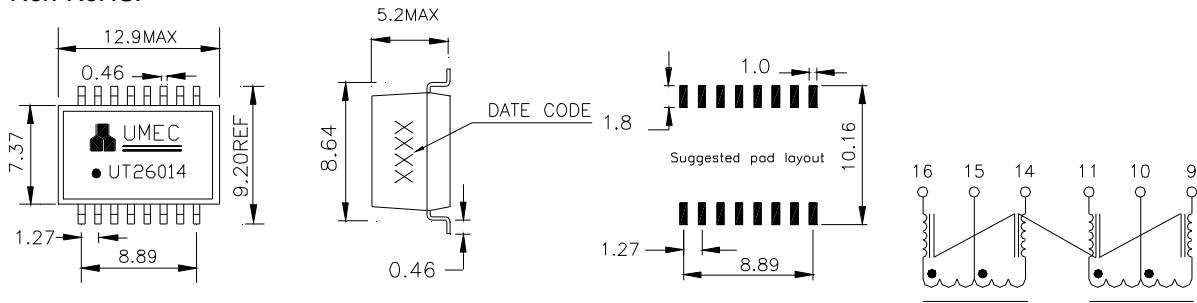 5.2MAX
12.9MAX
0.46
7.37
UMEC
UT26014
9.20REF
1.27
8.89
8.64
XXXX
DATE CODE
0.46
1.0
1.8
Suggested pad layout
10.16
1.27
8.89
16 15 14 11 10 9